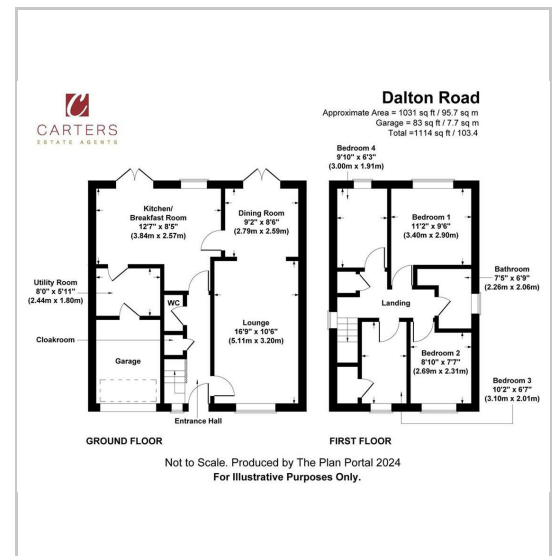 CARTERS
ESTATE AGENTS
Dalton Road
Approximate Area = 1031 sq ft / 95.7 sq m
Garage = 83 sq ft / 7.7 sq m
Total =1114 sq ft / 103.4
Kitchen/
Breakfast Room
12'7" x 8'5"
(3.84m x 2.57m)
Dining Room
9'2" x 8'6"
(2.79m x 2.59m)
Utility Room
8'0" x 5'11"
(2.44m x 1.80m)
WC
Cloakroom
Lounge
16'9" x 10'6"
(5.11m x 3.20m)
Garage
Entrance Hall
GROUND FLOOR
Bedroom 4
9'10" x 6'3"
(3.00m x 1.91m)
Bedroom 1
11'2" x 9'6"
(3.40m x 2.90m)
Bathroom
7'5" x 6'9"
(2.26m x 2.06m)
Landing
Bedroom 2
8'10" x 7'7"
(2.69m x 2.31m)
Bedroom 3
10'2" x 6'7"
(3.10m x 2.01m)
FIRST FLOOR
Not to Scale. Produced by The Plan Portal 2024
For Illustrative Purposes Only.